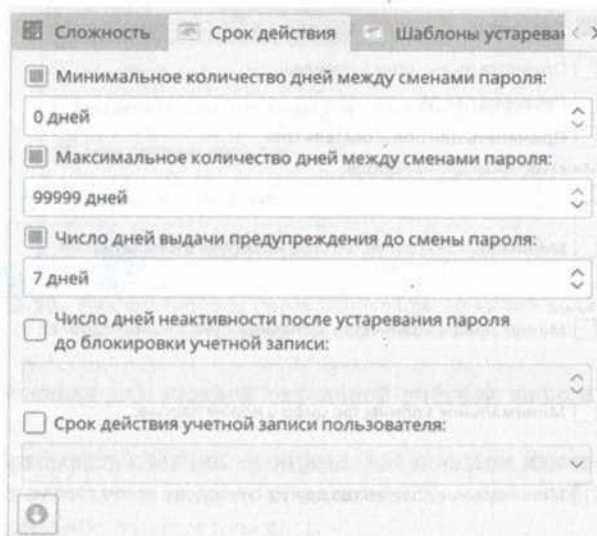 Сложность Срок действия Шаблоны устарева
Минимальное количество дней между сменами пароля:
0 дней
Максимальное количество дней между сменами пароля:
99999 дней
Число дней выдачи предупреждения до смены пароля:
7 дней
Число дней неактивности после устаревания пароля
до блокировки учетной записи:
Срок действия учетной записи пользователя: